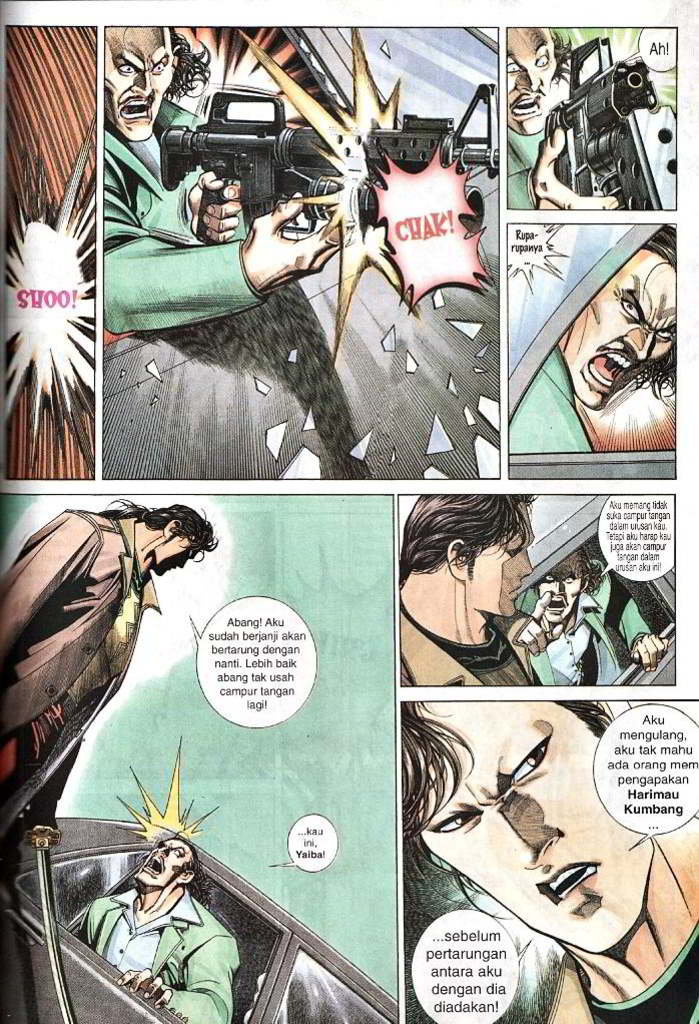 SHOO!
CHAK!
Ah!
Rupa-
rupanya
...
Abang! Aku
sudah berjanji akan
bertarung dengan
nanti. Lebih baik
abang tak usah
campur tangan
lagi!
...kau
ini,
Yaiba!
Aku memang tidak
suka campur tangan
dalam urusan kau.
Tetapi aku harap kau
juga akan campur
tangan dalam
urusan aku ini!
Aku
mengulang,
aku tak mahu
ada orang mem
pengapakan
Harimau
Kumbang
...
...sebelum
pertarungan
antara aku
dengan dia
diadakan!